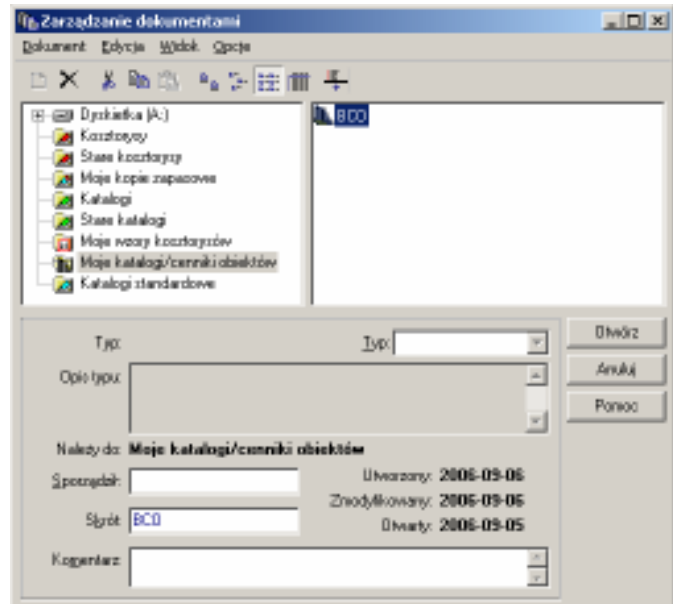 Zarządzanie dokumentami
Dokument Edycja Widok Opcje
Dyskietka (A:)
BCO
Kosztorysy
Stare kosztorysy
Moje kopie zapasowe
Katalogi
Stare katalogi
Moje wzory kosztorysów
Moje katalogi/cenniki obiektów
Katalogi standardowe
Typ:
Typ:
Otwórz
Opis typu:
Anuluj
Pomoc
Należy do: Moje katalogi/cenniki obiektów
Sporządził:
Utworzony: 2006-09-06
Zmodyfikowany: 2006-09-06
Skrót: BCO
Otwarty: 2006-09-05
Komentarz: